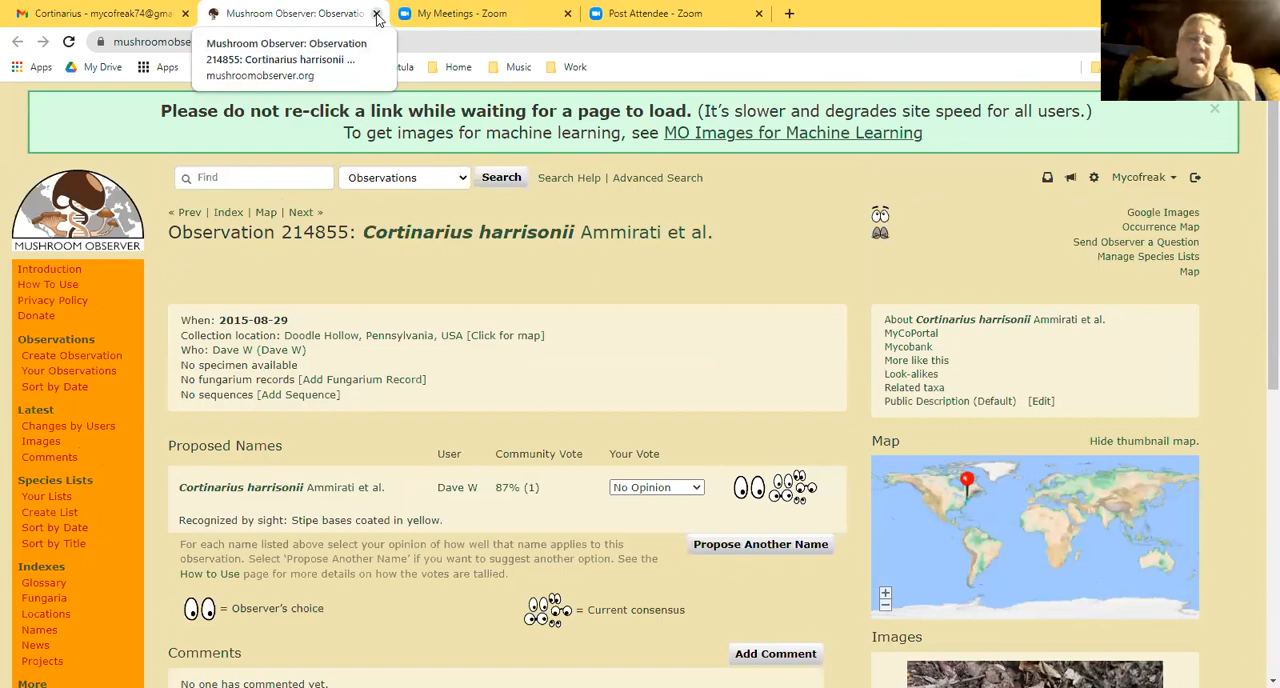 Cortinarius - mycofreak74@gma
Mushroom Observer: Observatio
My Meetings - Zoom
Post Attendee - Zoom
mushroomobse
Mushroom Observer: Observation
214855: Cortinarius harrisonii ...
mushroomobserver.org
Apps
My Drive
Apps
tula
Home
Music
Work
Please do not re-click a link while waiting for a page to load. (It's slower and degrades site speed for all users.)
To get images for machine learning, see MO Images for Machine Learning
MUSHROOM OBSERVER
Find
Observations
Search
Search Help | Advanced Search
Mycofreak
« Prev | Index | Map | Next »
Observation 214855: Cortinarius harrisonii Ammirati et al.
Google Images
Occurrence Map
Send Observer a Question
Manage Species Lists
Map
Introduction
How To Use
Privacy Policy
Donate
Observations
Create Observation
Your Observations
Sort by Date
Latest
Changes by Users
Images
Comments
Species Lists
Your Lists
Create List
Sort by Date
Sort by Title
Indexes
Glossary
Fungaria
Locations
Names
News
Projects
More
When: 2015-08-29
Collection location: Doodle Hollow, Pennsylvania, USA [Click for map]
Who: Dave W (Dave W)
No specimen available
No fungarium records [Add Fungarium Record]
No sequences [Add Sequence]
About Cortinarius harrisonii Ammirati et al.
MyCoPortal
Mycobank
More like this
Look-alikes
Related taxa
Public Description (Default) [Edit]
Proposed Names
User
Community Vote
Your Vote
Cortinarius harrisonii Ammirati et al.
Dave W
87% (1)
No Opinion
Recognized by sight: Stipe bases coated in yellow.
For each name listed above select your opinion of how well that name applies to this
observation. Select 'Propose Another Name' if you want to suggest another option. See the
How to Use page for more details on how the votes are tallied.
Propose Another Name
= Observer's choice
= Current consensus
Comments
Add Comment
No one has commented yet.
Map
Hide thumbnail map.
+
−
Images